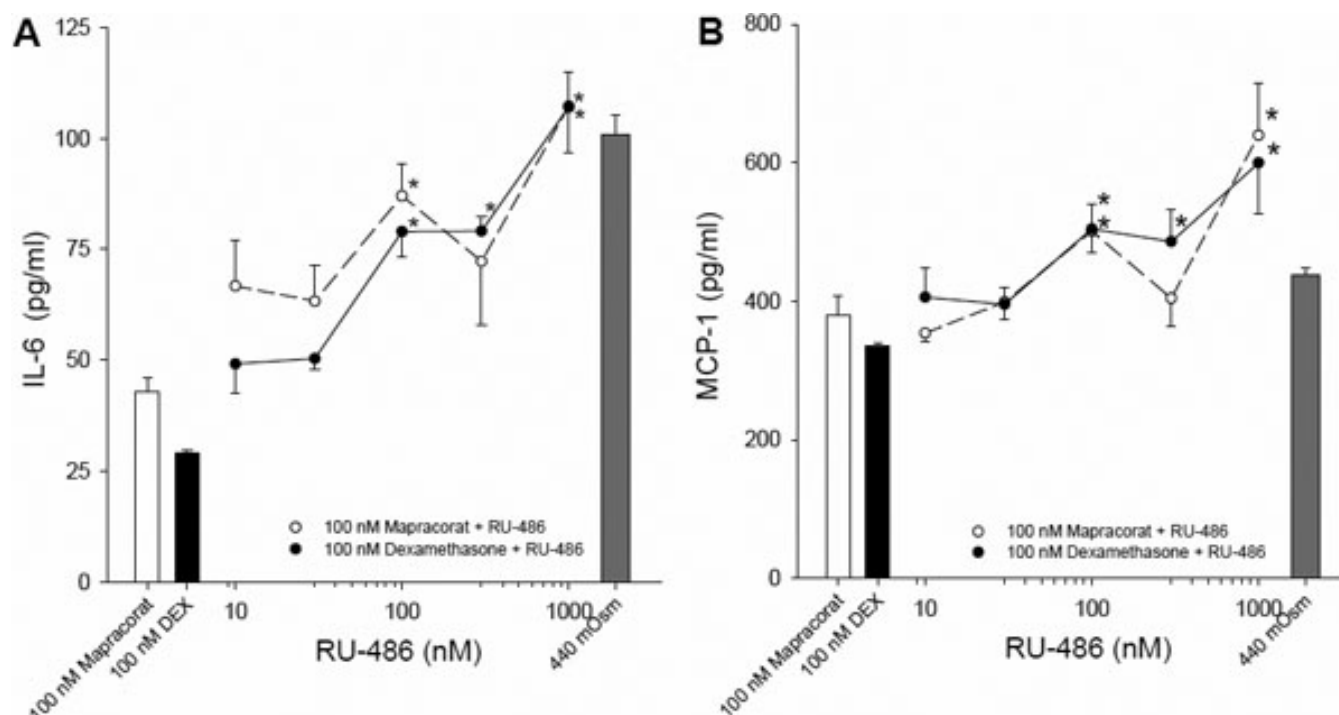 A
125
100
75
50
25
0
IL-6 (pg/ml)
* *
*
*
*
100 nM Mapracorat + RU-486
100 nM Dexamethasone + RU-486
100 nM Mapracorat
100 nM DEX
10
100
1000
440 mOsm
RU-486 (nM)
B
800
600
400
200
0
MCP-1 (pg/ml)
*
*
*
*
*
100 nM Mapracorat + RU-486
100 nM Dexamethasone + RU-486
100 nM Mapracorat
100 nM DEX
10
100
1000
440 mOsm
RU-486 (nM)